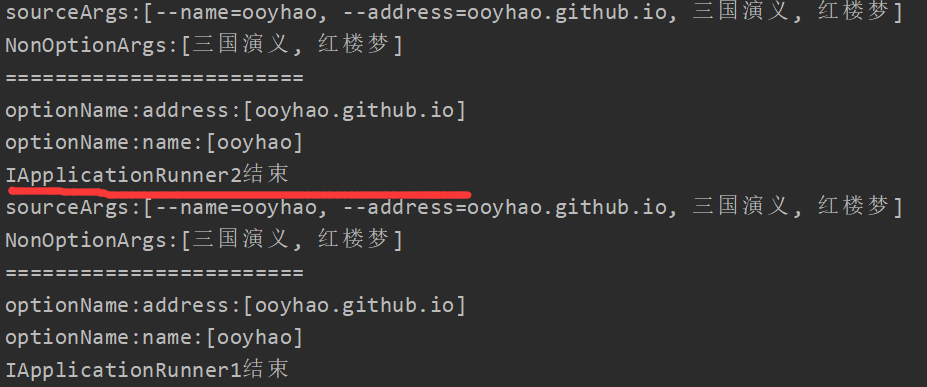 sourceArgs:[--name=ooyhao, --address=ooyhao.github.io, 三国演义, 红楼梦]
NonOptionArgs:[三国演义, 红楼梦]
========================
optionName:address:[ooyhao.github.io]
optionName:name:[ooyhao]
IApplicationRunner2结束
sourceArgs:[--name=ooyhao, --address=ooyhao.github.io, 三国演义, 红楼梦]
NonOptionArgs:[三国演义, 红楼梦]
========================
optionName:address:[ooyhao.github.io]
optionName:name:[ooyhao]
IApplicationRunner1结束